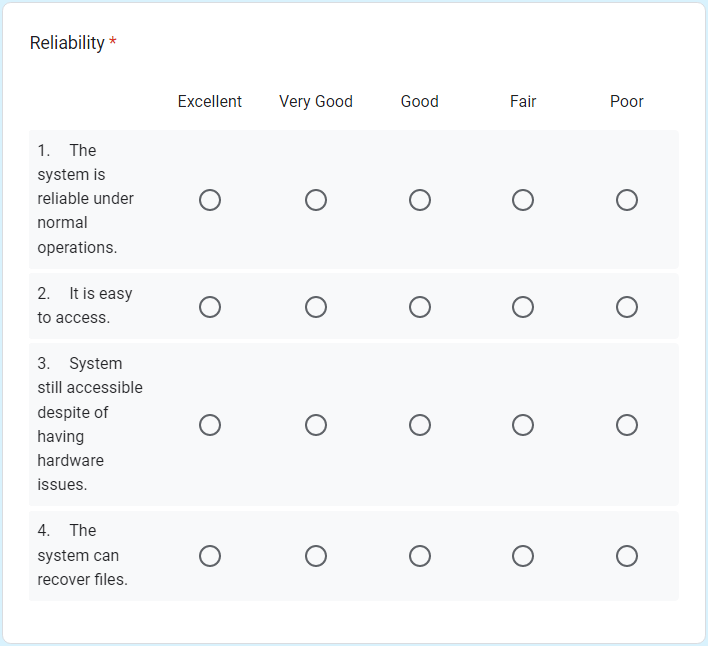 Reliability *
Excellent Very Good Good Fair Poor
1. The
system is
reliable under
normal
operations.
2. It is easy
to access.
3. System
still accessible
despite of
having
hardware
issues.
4. The
system can
recover files.